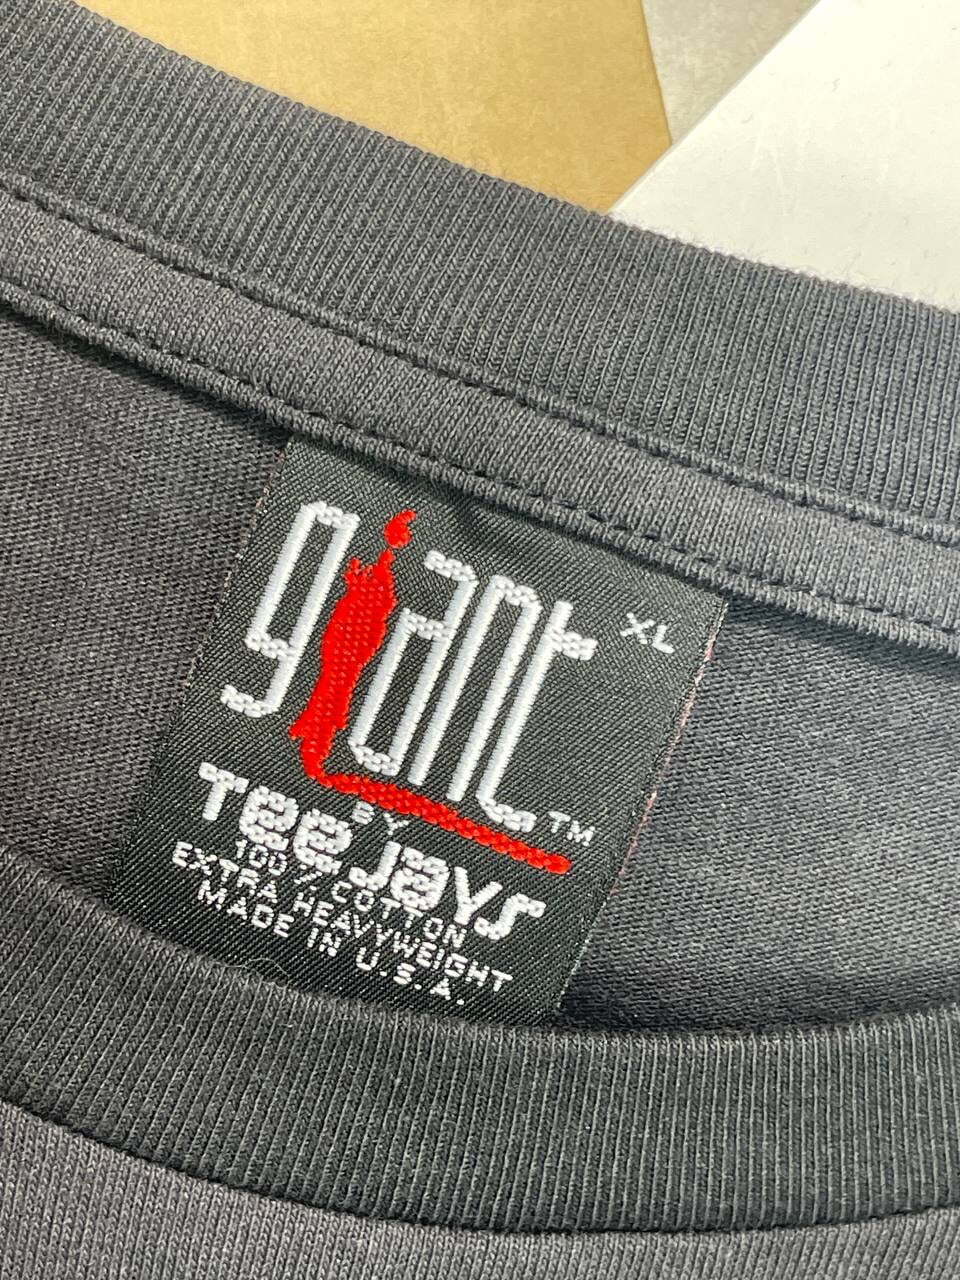 giant
XL
TM
BY
Tee Jays
100% COTTON
EXTRA HEAVYWEIGHT
MADE IN U.S.A.